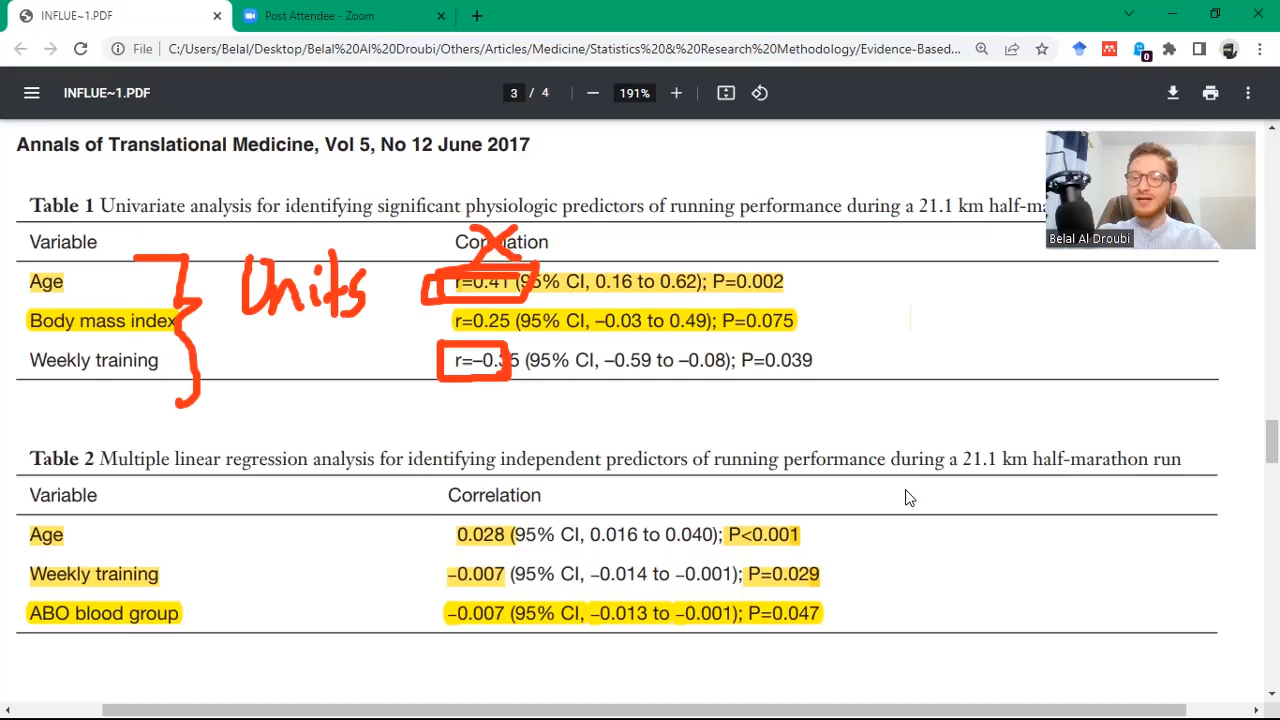 INFLUE~1.PDF
Post Attendee - Zoom
File C:/Users/Belal/Desktop/Belal%20Al%20Droubi/Others/Articles/Medicine/Statistics%20&%20Research%20Methodology/Evidence-Based...
0
INFLUE~1.PDF
3 / 4
191%
Annals of Translational Medicine, Vol 5, No 12 June 2017
Table 1 Univariate analysis for identifying significant physiologic predictors of running performance during a 21.1 km half-ma
Variable Correlation
Age r=0.41 (95% CI, 0.16 to 0.62); P=0.002
Units
Body mass index r=0.25 (95% CI, –0.03 to 0.49); P=0.075
Weekly training r=–0.35 (95% CI, –0.59 to –0.08); P=0.039
Belal Al Droubi
Table 2 Multiple linear regression analysis for identifying independent predictors of running performance during a 21.1 km half-marathon run
Variable Correlation
Age 0.028 (95% CI, 0.016 to 0.040); P<0.001
Weekly training –0.007 (95% CI, –0.014 to –0.001); P=0.029
ABO blood group –0.007 (95% CI, –0.013 to –0.001); P=0.047